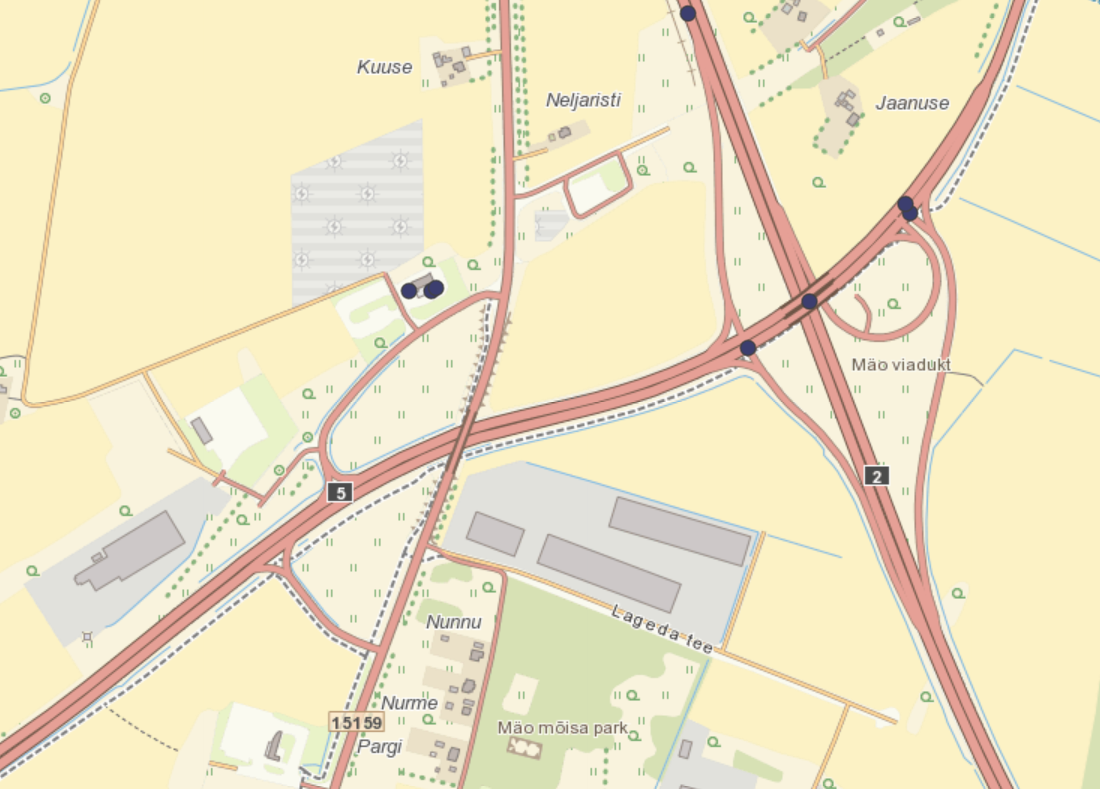 Kuuse
Neljaristi
Jaanuse
Mäo viadukt
2
5
Lageda tee
Nunnu
Nurme
15159
Mäo mõisa park
Pargi